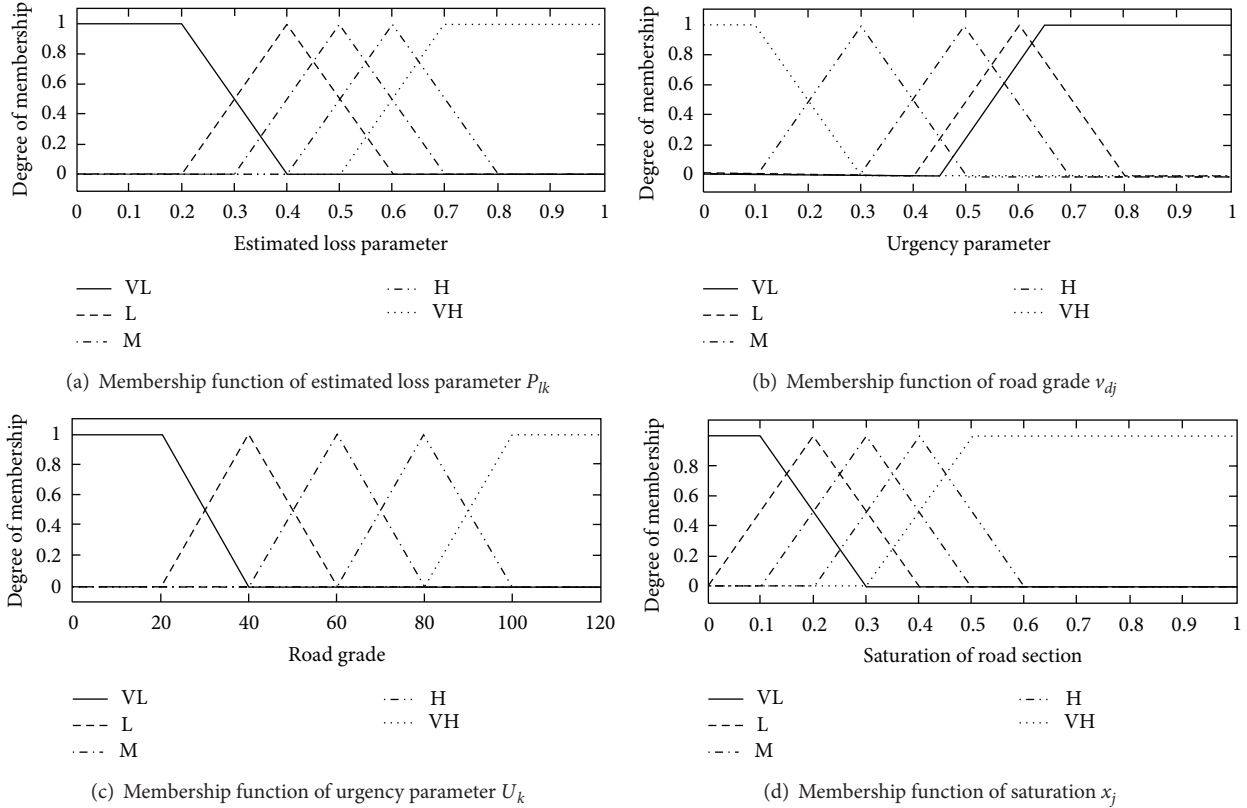 Degree of membership
1
0.8
0.6
0.4
0.2
0
0 0.1 0.2 0.3 0.4 0.5 0.6 0.7 0.8 0.9 1
Estimated loss parameter
VL
L
M
H
VH
(a) Membership function of estimated loss parameter P_lk
Degree of membership
1
0.8
0.6
0.4
0.2
0
0 0.1 0.2 0.3 0.4 0.5 0.6 0.7 0.8 0.9 1
Urgency parameter
VL
L
M
H
VH
(b) Membership function of road grade v_dj
Degree of membership
1
0.8
0.6
0.4
0.2
0
0 20 40 60 80 100 120
Road grade
VL
L
M
H
VH
(c) Membership function of urgency parameter U_k
Degree of membership
1
0.8
0.6
0.4
0.2
0
0 0.1 0.2 0.3 0.4 0.5 0.6 0.7 0.8 0.9 1
Saturation of road section
VL
L
M
H
VH
(d) Membership function of saturation x_j